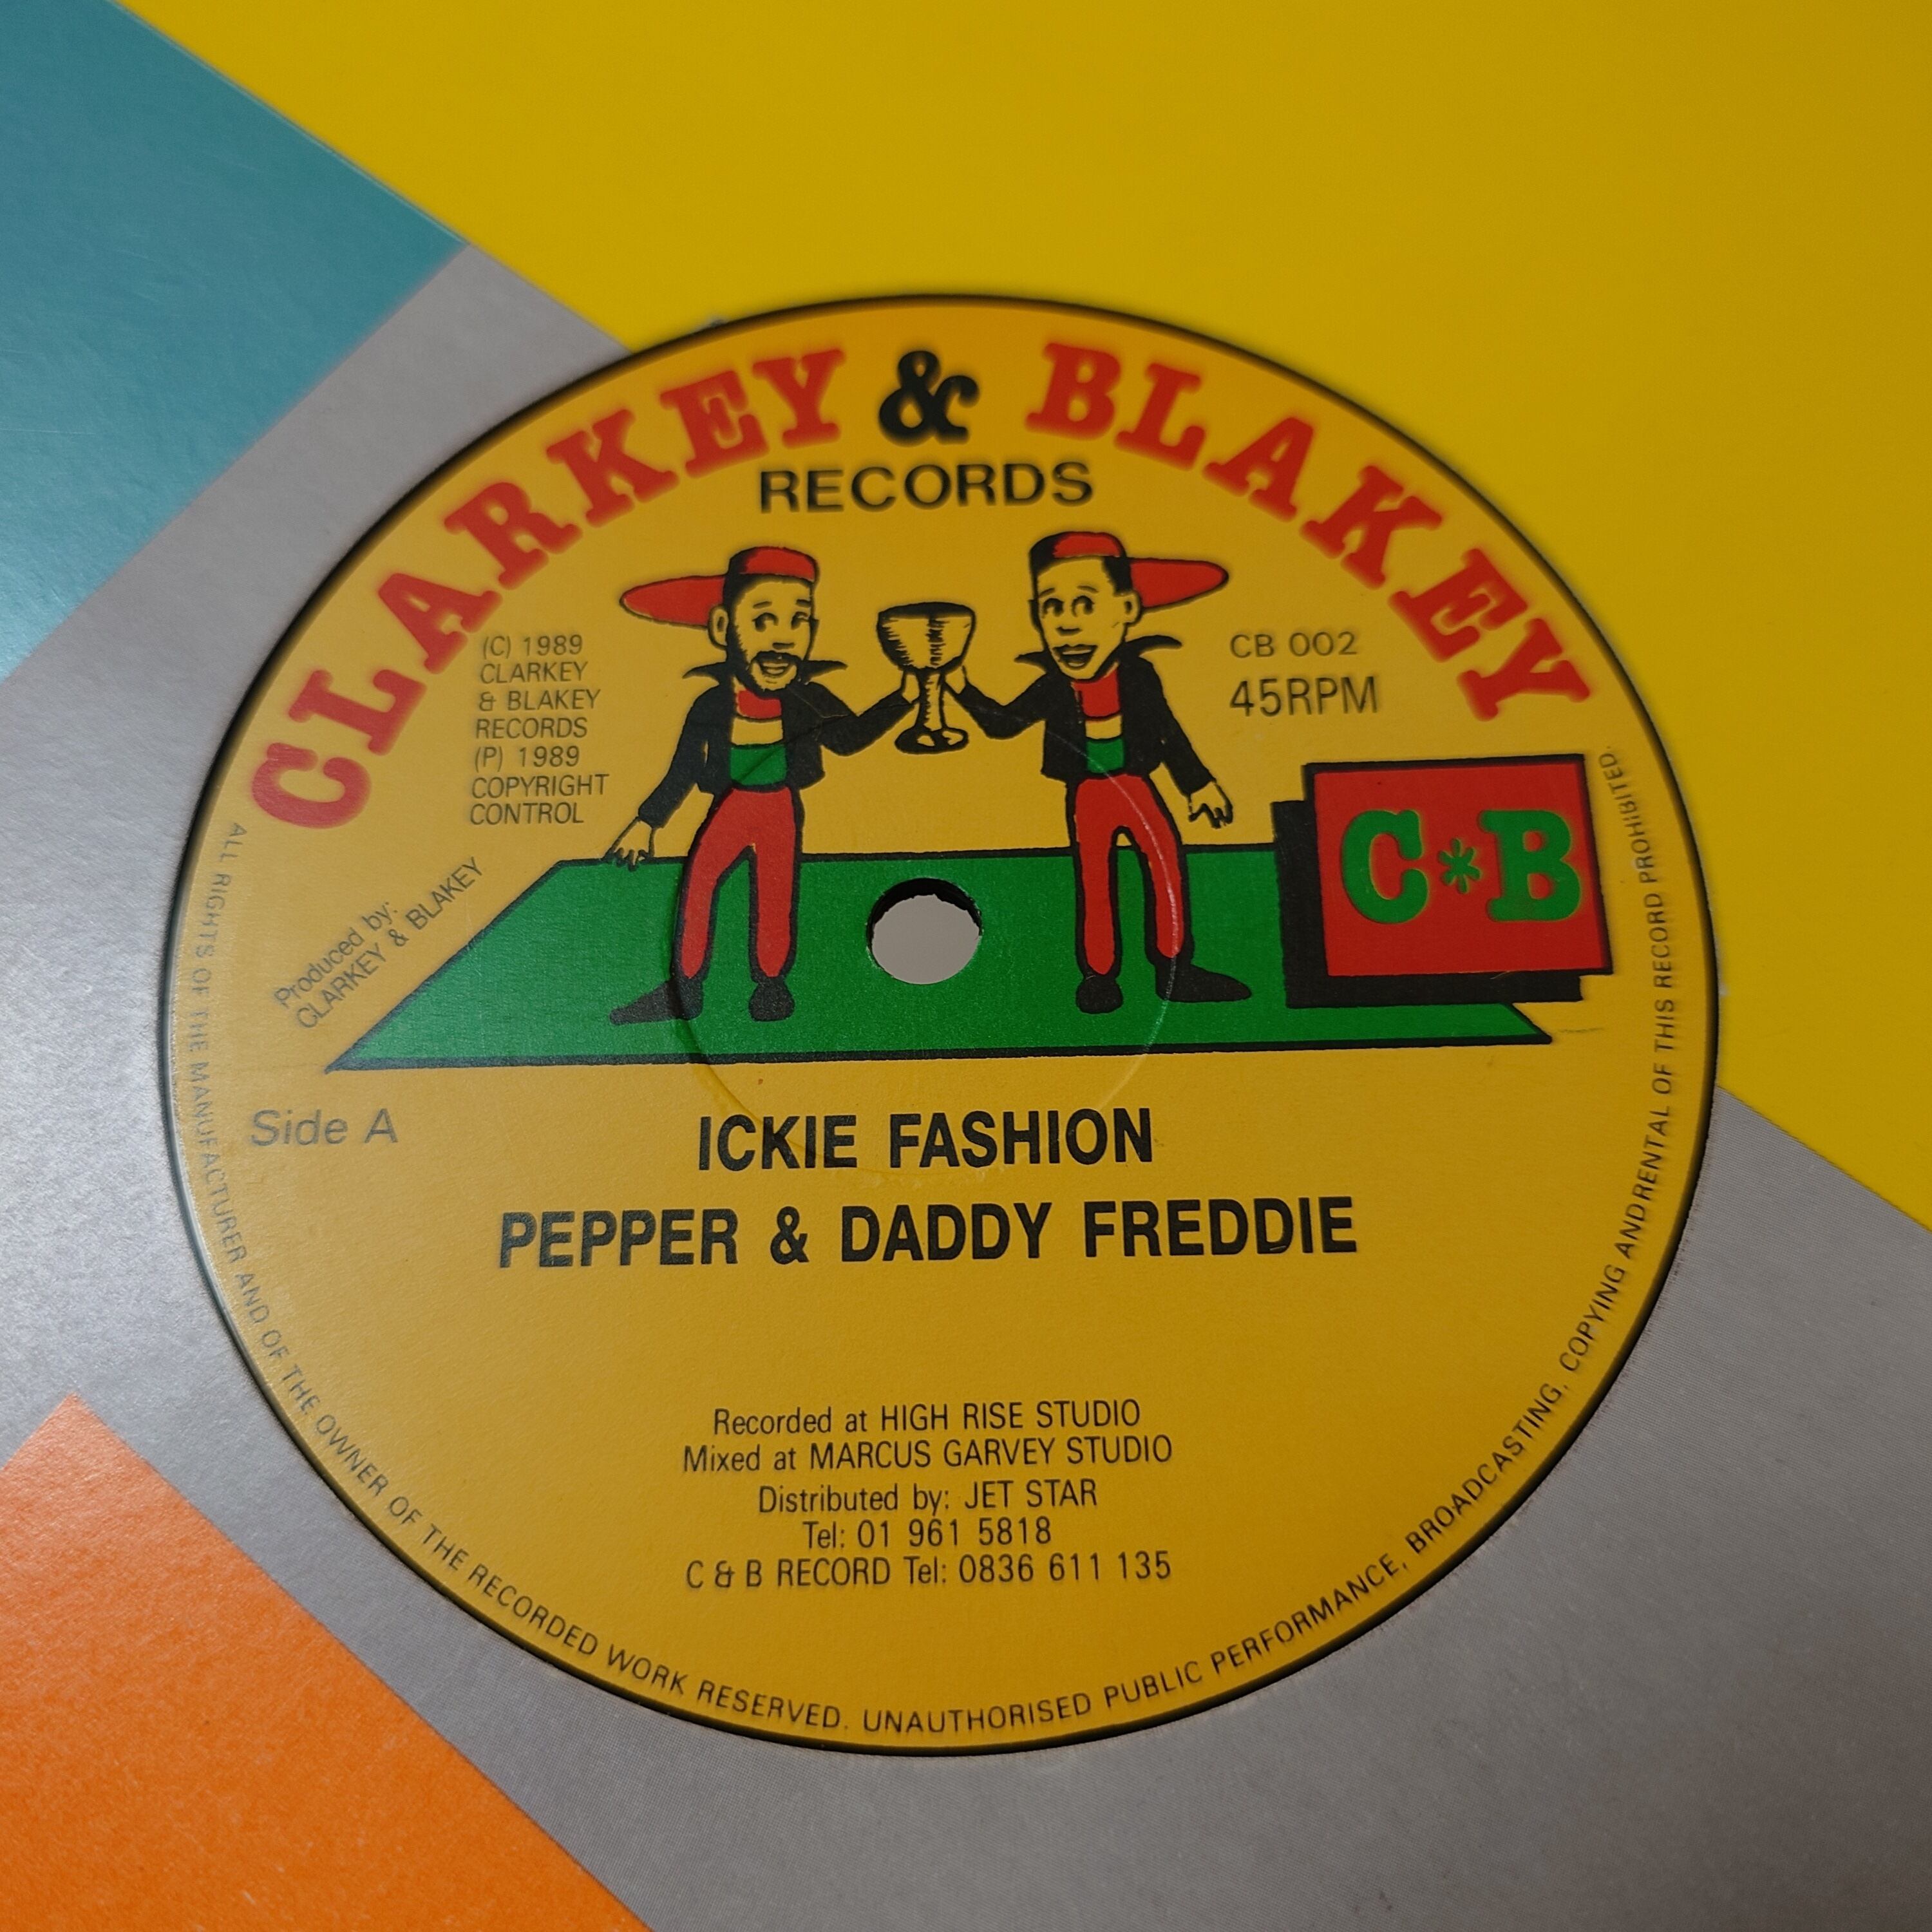 CLARKEY & BLAKEY
RECORDS
(C) 1989
CLARKEY
& BLAKEY
RECORDS
(P) 1989
COPYRIGHT
CONTROL
CB 002
45RPM
C*B
Produced by:
CLARKEY & BLAKEY
Side A
ICKIE FASHION
PEPPER & DADDY FREDDIE
Recorded at HIGH RISE STUDIO
Mixed at MARCUS GARVEY STUDIO
Distributed by: JET STAR
Tel: 01 961 5818
C & B RECORD Tel: 0836 611 135
ALL RIGHTS OF THE MANUFACTURER AND OF THE OWNER OF THE RECORDED WORK RESERVED. UNAUTHORISED PUBLIC PERFORMANCE, BROADCASTING, COPYING ANDRENTAL OF THIS RECORD PROHIBITED.